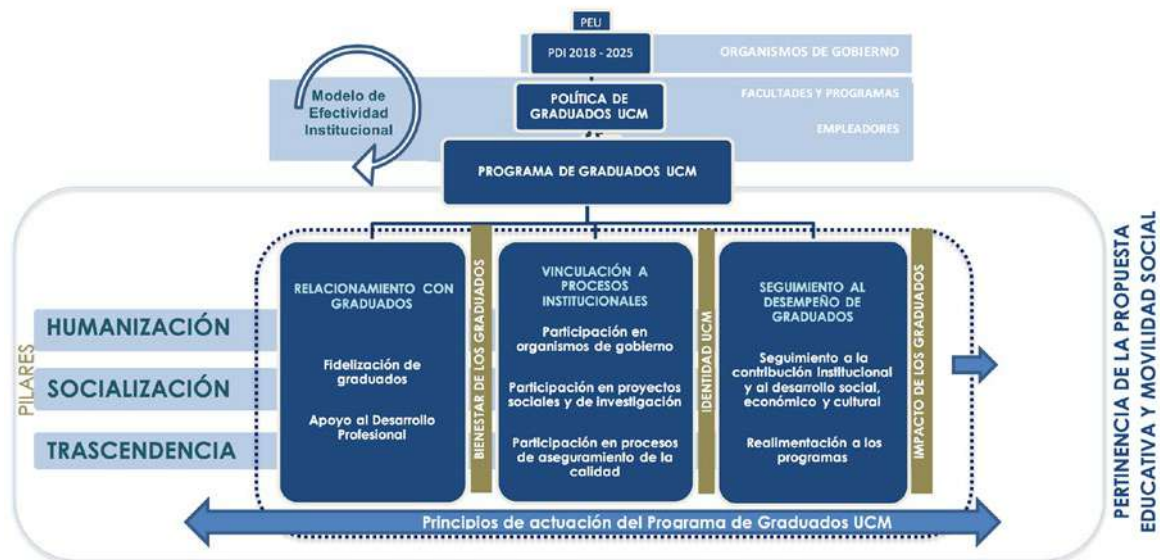 PEU
PDI 2018 - 2025
ORGANISMOS DE GOBIERNO
Modelo de
Efectividad
Institucional
POLÍTICA DE
GRADUADOS UCM
FACULTADES Y PROGRAMAS
EMPLEADORES
PROGRAMA DE GRADUADOS UCM
PILARES
HUMANIZACIÓN
SOCIALIZACIÓN
TRASCENDENCIA
RELACIONAMIENTO CON
GRADUADOS
Fidelización de
graduados
Apoyo al Desarrollo
Profesional
BIENESTAR DE LOS GRADUADOS
VINCULACIÓN A
PROCESOS
INSTITUCIONALES
Participación en
organismos de gobierno
Participación en proyectos
sociales y de investigación
Participación en procesos
de aseguramiento de la
calidad
IDENTIDAD UCM
SEGUIMIENTO AL
DESEMPEÑO DE
GRADUADOS
Seguimiento a la
contribución Institucional
y al desarrollo social,
económico y cultural
Realimentación a los
programas
IMPACTO DE LOS GRADUADOS
PERTINENCIA DE LA PROPUESTA
EDUCATIVA Y MOVILIDAD SOCIAL
Principios de actuación del Programa de Graduados UCM